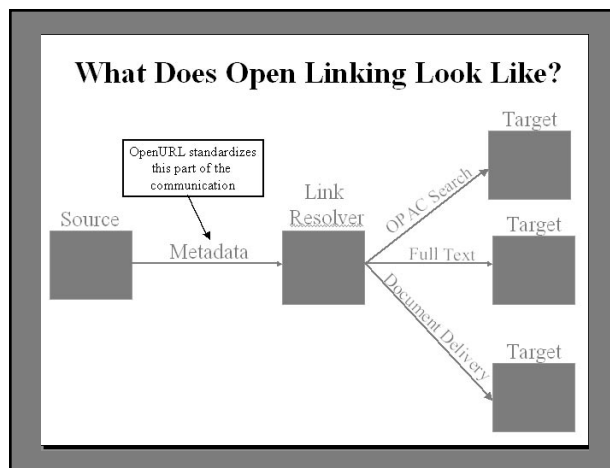 What Does Open Linking Look Like?
OpenURL standardizes
this part of the
communication
Source
Metadata
Link
Resolver
OPAC Search
Full Text
Document Delivery
Target
Target
Target